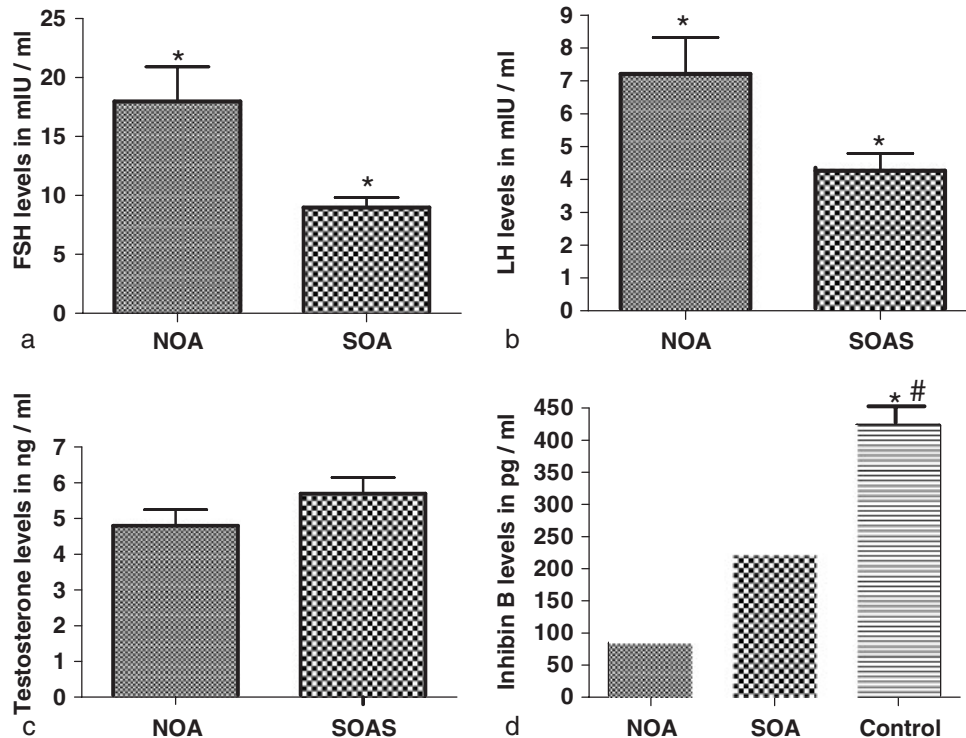 FSH levels in mIU / ml
25
20
15
10
5
0
*
*
NOA
SOA
a
LH levels in mIU / ml
9
8
7
6
5
4
3
2
1
0
*
*
NOA
SOAS
b
Testosterone levels in ng / ml
7
6
5
4
3
2
1
0
NOA
SOAS
c
Inhibin B levels in pg / ml
450
400
350
300
250
200
150
100
50
0
* #
NOA
SOA
Control
d